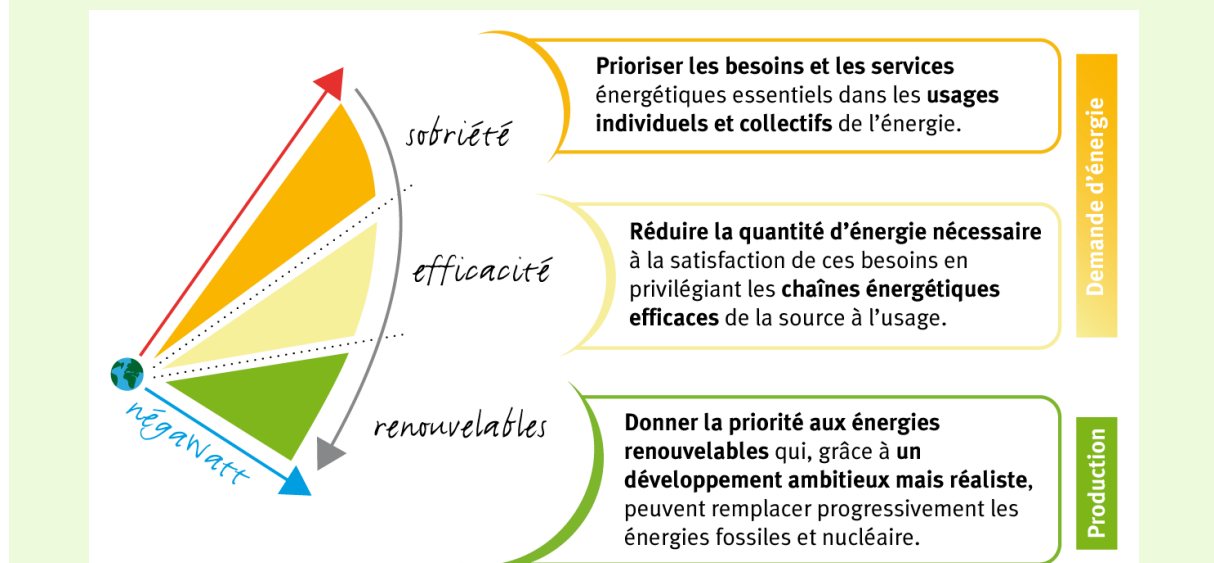 sobriété
Prioriser les besoins et les services
énergétiques essentiels dans les usages
individuels et collectifs de l’énergie.
efficacité
Réduire la quantité d’énergie nécessaire
à la satisfaction de ces besoins en
privilégiant les chaînes énergétiques
efficaces de la source à l’usage.
Demande d’énergie
négaWatt
renouvelables
Donner la priorité aux énergies
renouvelables qui, grâce à un
développement ambitieux mais réaliste,
peuvent remplacer progressivement les
énergies fossiles et nucléaire.
Production